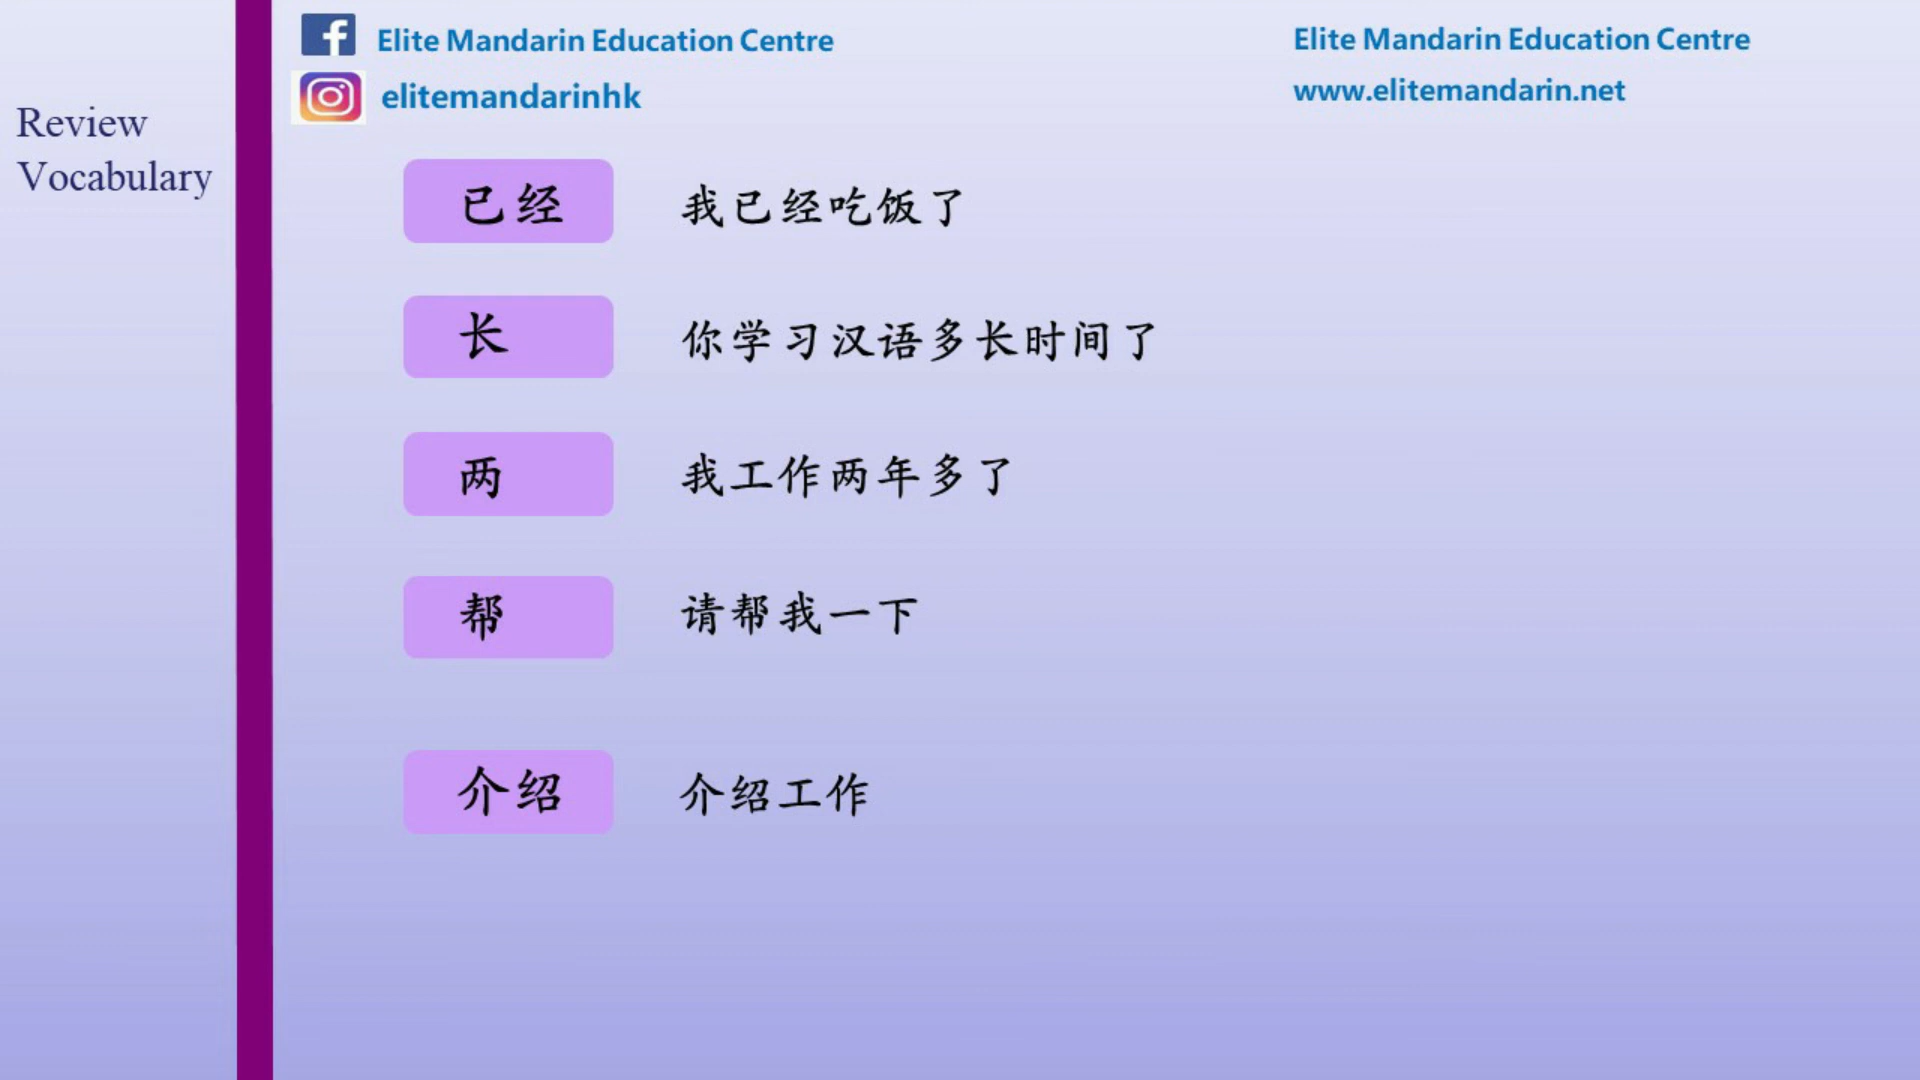 Elite Mandarin Education Centre
elitemandarinhk
Elite Mandarin Education Centre
www.elitemandarin.net
Review
Vocabulary
已经 我已经吃饭了
长 你学习汉语多长时间了
两 我工作两年多了
帮 请帮我一下
介绍 介绍工作